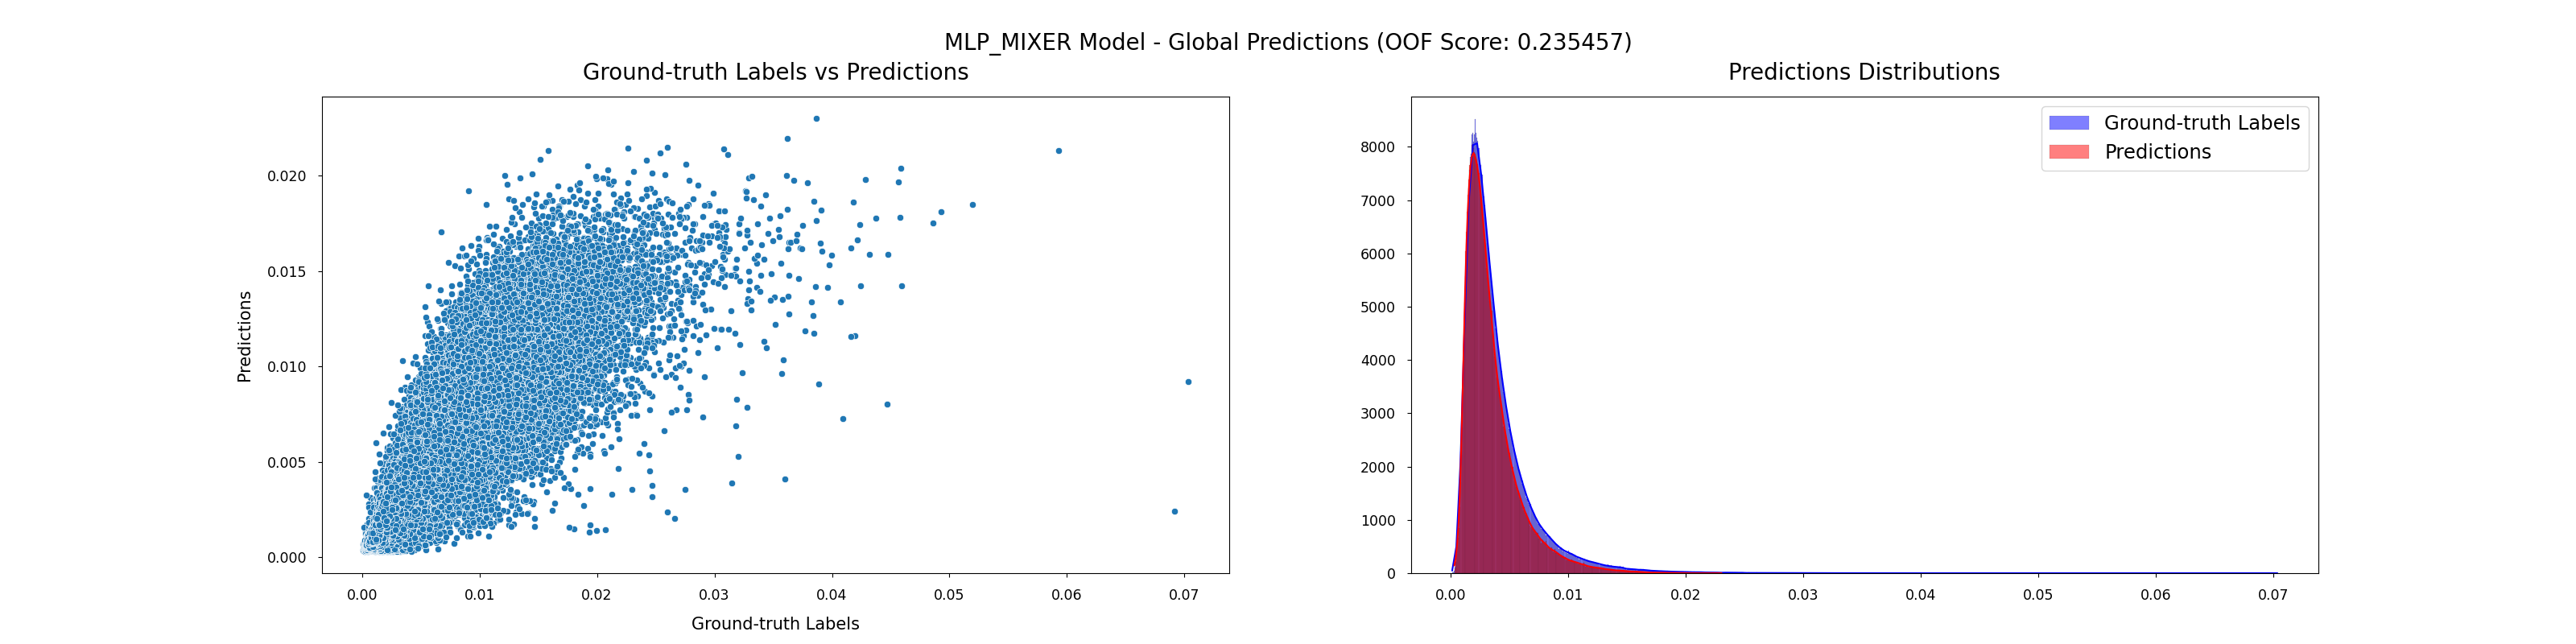 MLP_MIXER Model - Global Predictions (OOF Score: 0.235457)
Ground-truth Labels vs Predictions
Predictions
0.020
0.015
0.010
0.005
0.000
0.00 0.01 0.02 0.03 0.04 0.05 0.06 0.07
Ground-truth Labels
Predictions Distributions
Ground-truth Labels
Predictions
8000
7000
6000
5000
4000
3000
2000
1000
0
0.00 0.01 0.02 0.03 0.04 0.05 0.06 0.07